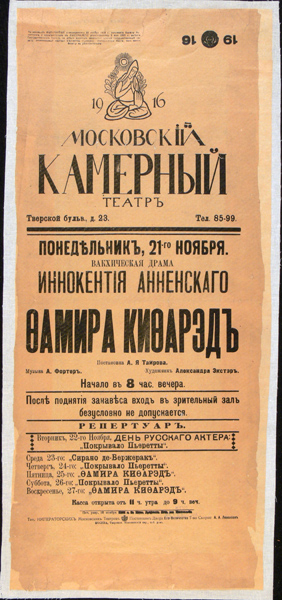 19 16
1916
МОСКОВСКІЙ
КАМЕРНЫЙ
ТЕАТРЪ
Тверской бульв., д. 23. Тел. 85-99.
ПОНЕДѢЛЬНИКЪ, 21-го НОЯБРЯ.
ВАКХИЧЕСКАЯ ДРАМА
ИННОКЕНТІЯ АННЕНСКАГО
ѲАМИРА КИѲАРЭДЪ
Постановка А. Я Таирова.
Музыка А. Фортеръ. Художникъ Александра Экстеръ.
Начало въ 8 час. вечера.
Послѣ поднятія занавѣса входъ въ зрительный залъ
безусловно не допускается.
РЕПЕРТУАРЪ.
Вторникъ, 22-го Ноября, ДЕНЬ РУССКАГО АКТЕРА:
„Покрывало Пьеретты".
Среда 23-го: „Сирано де-Бержеракъ".
Четвергъ, 24-го: „Покрывало Пьеретты".
Пятница, 25-го: „ѲАМИРА КИѲАРЭДЪ".
Суббота, 26-го: „Покрывало Пьеретты".
Воскресенье, 27-го: „ѲАМИРА КИѲАРЭДЪ".
Касса открыта отъ 11 ч. утра до 9 ч. веч.